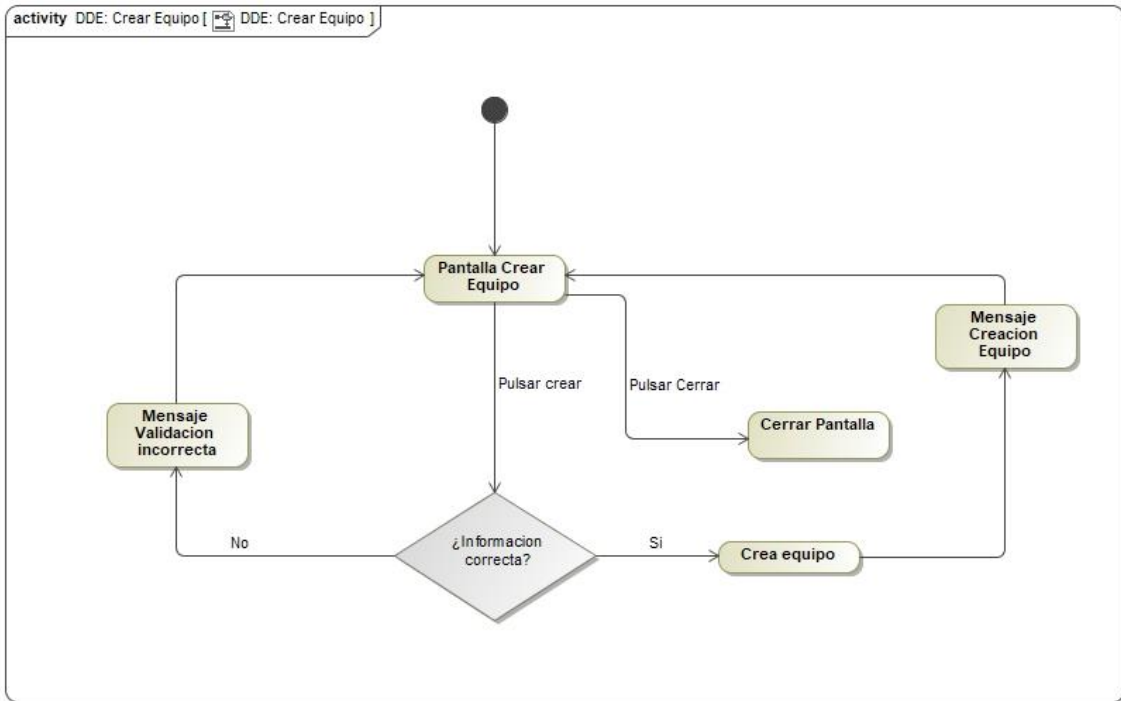 activity DDE: Crear Equipo [ DDE: Crear Equipo ]
Pantalla Crear
Equipo
Mensaje
Creacion
Equipo
Pulsar crear
Pulsar Cerrar
Mensaje
Validacion
incorrecta
Cerrar Pantalla
¿Informacion
correcta?
No
Si
Crea equipo